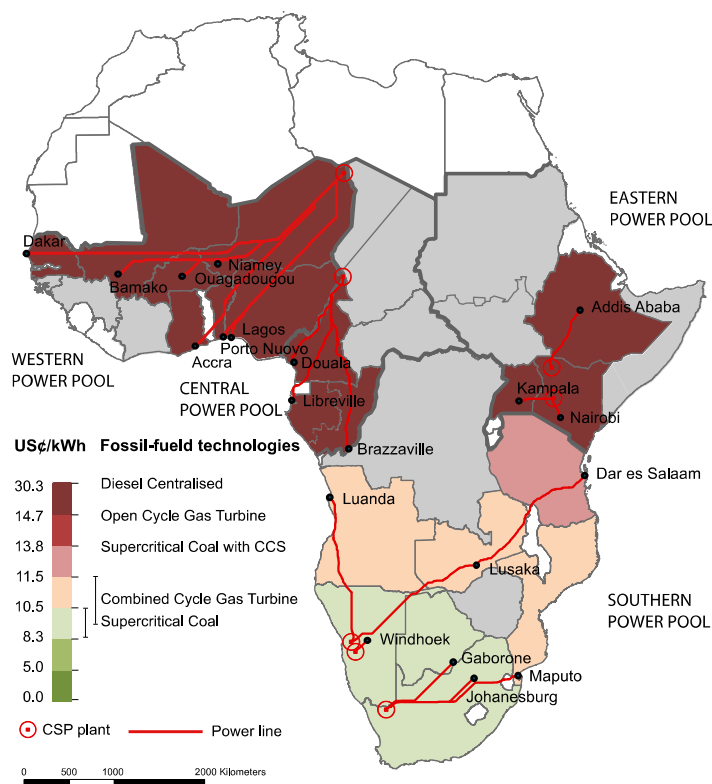 EASTERN
POWER POOL
Dakar
Niamey
Ouagadougou
Bamako
Addis Ababa
Lagos
Porto Nuovo
Accra
Douala
WESTERN
POWER POOL
CENTRAL
POWER POOL
Libreville
Kampala
Nairobi
Brazzaville
US¢/kWh Fossil-fueld technologies
Dar es Salaam
30.3 Diesel Centralised
Luanda
14.7 Open Cycle Gas Turbine
13.8 Supercritical Coal with CCS
11.5
Lusaka
Combined Cycle Gas Turbine
10.5
Supercritical Coal
SOUTHERN
POWER POOL
8.3
Windhoek
Gaborone
5.0
Maputo
Johanesburg
0.0
CSP plant Power line
0 500 1000 2000 Kilometers